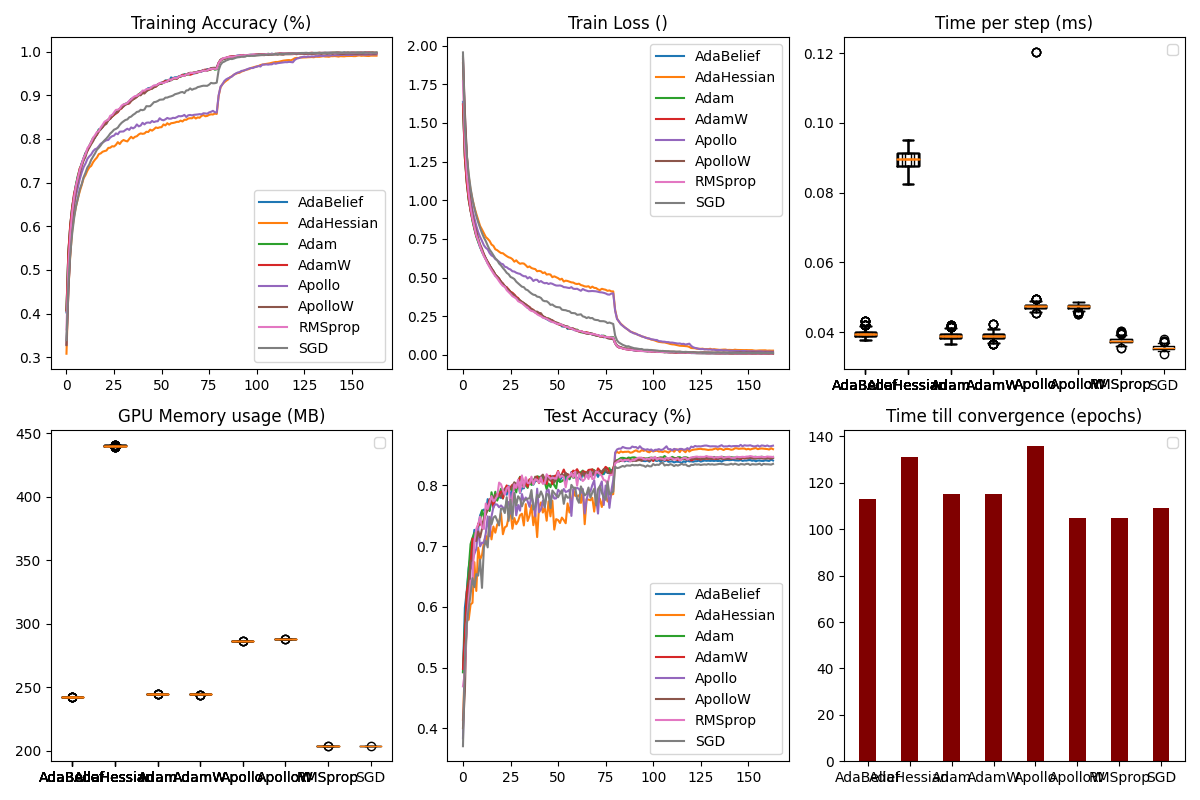 Training Accuracy (%)
1.0
0.9
0.8
0.7
0.6
0.5
0.4
0.3
0 25 50 75 100 125 150
AdaBelief
AdaHessian
Adam
AdamW
Apollo
ApolloW
RMSprop
SGD
Train Loss ()
2.00
1.75
1.50
1.25
1.00
0.75
0.50
0.25
0.00
0 25 50 75 100 125 150
AdaBelief
AdaHessian
Adam
AdamW
Apollo
ApolloW
RMSprop
SGD
Time per step (ms)
0.12
0.10
0.08
0.06
0.04
AdaBelief AdaHessian Adam AdamW Apollo ApolloW RMSprop SGD
GPU Memory usage (MB)
450
400
350
300
250
200
AdaBelief AdaHessian Adam AdamW Apollo ApolloW RMSprop SGD
Test Accuracy (%)
0.8
0.7
0.6
0.5
0.4
0 25 50 75 100 125 150
AdaBelief
AdaHessian
Adam
AdamW
Apollo
ApolloW
RMSprop
SGD
Time till convergence (epochs)
140
120
100
80
60
40
20
0
AdaBelief AdaHessian Adam AdamW Apollo ApolloW RMSprop SGD